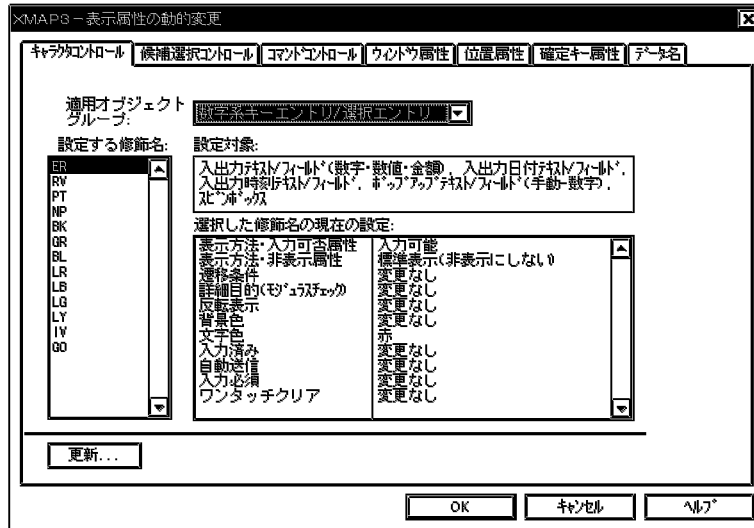 XMAP3－表示属性の動的変更
ｷｬﾗｸﾀｺﾝﾄﾛｰﾙ 候補選択ｺﾝﾄﾛｰﾙ ｺﾏﾝﾄﾞｺﾝﾄﾛｰﾙ ｳｨﾝﾄﾞｳ属性 位置属性 確定キー属性 ﾃﾞｰﾀ名
適用オブジェクト
グループ:
数字系キーエントリ/選択エントリ
設定する修飾名:
ER
RV
PT
NP
BK
GR
BL
LR
LB
LG
LY
IV
GO
設定対象:
入出力ﾃｷｽﾄ/ﾌｨｰﾙﾄﾞ(数字･数値･金額)，入出力日付ﾃｷｽﾄ/ﾌｨｰﾙﾄﾞ，
入出力時刻ﾃｷｽﾄ/ﾌｨｰﾙﾄﾞ，ﾎﾟｯﾌﾟｱｯﾌﾟﾃｷｽﾄ/ﾌｨｰﾙﾄﾞ(手動-数字)，
ｽﾋﾟﾝﾎﾞｯｸｽ
選択した修飾名の現在の設定:
表示方法・入力可否属性 入力可能
表示方法・非表示属性 標準表示(非表示にしない)
遷移条件 変更なし
詳細目的(ﾓｼﾞｭﾗｽﾁｪｯｸ) 変更なし
反転表示 変更なし
背景色 変更なし
文字色 赤
入力済み 変更なし
自動送信 変更なし
入力必須 変更なし
ワンタッチクリア 変更なし
更新...
OK ｷｬﾝｾﾙ ﾍﾙﾌﾟ